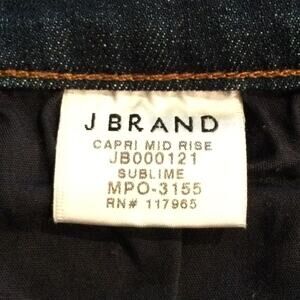 J BRAND
CAPRI MID RISE
JB000121
SUBLIME
MPO-3155
RN# 117965